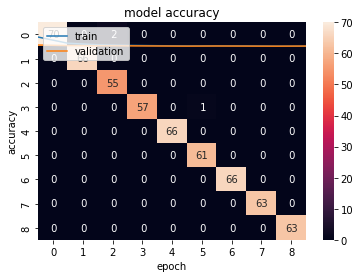 model accuracy
train
validation
0 2 0 0 0 0 0 0 70
1 0 0 0 0 0 0 0 0
2 0 0 55 0 0 0 0 0 0 60
3 0 0 0 57 0 1 0 0 0 50
4 0 0 0 0 66 0 0 0 0 40
5 0 0 0 0 0 61 0 0 0 30
6 0 0 0 0 0 0 66 0 0 20
7 0 0 0 0 0 0 0 63 0 10
8 0 0 0 0 0 0 0 0 63 0
accuracy
0 1 2 3 4 5 6 7 8
epoch